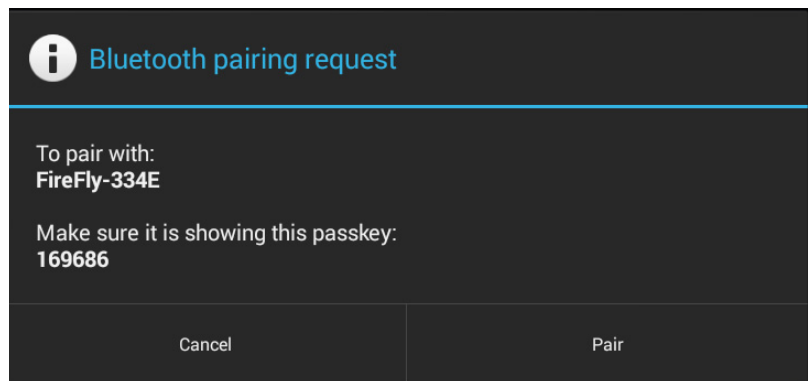 Bluetooth pairing request
To pair with:
FireFly-334E
Make sure it is showing this passkey:
169686
Cancel
Pair